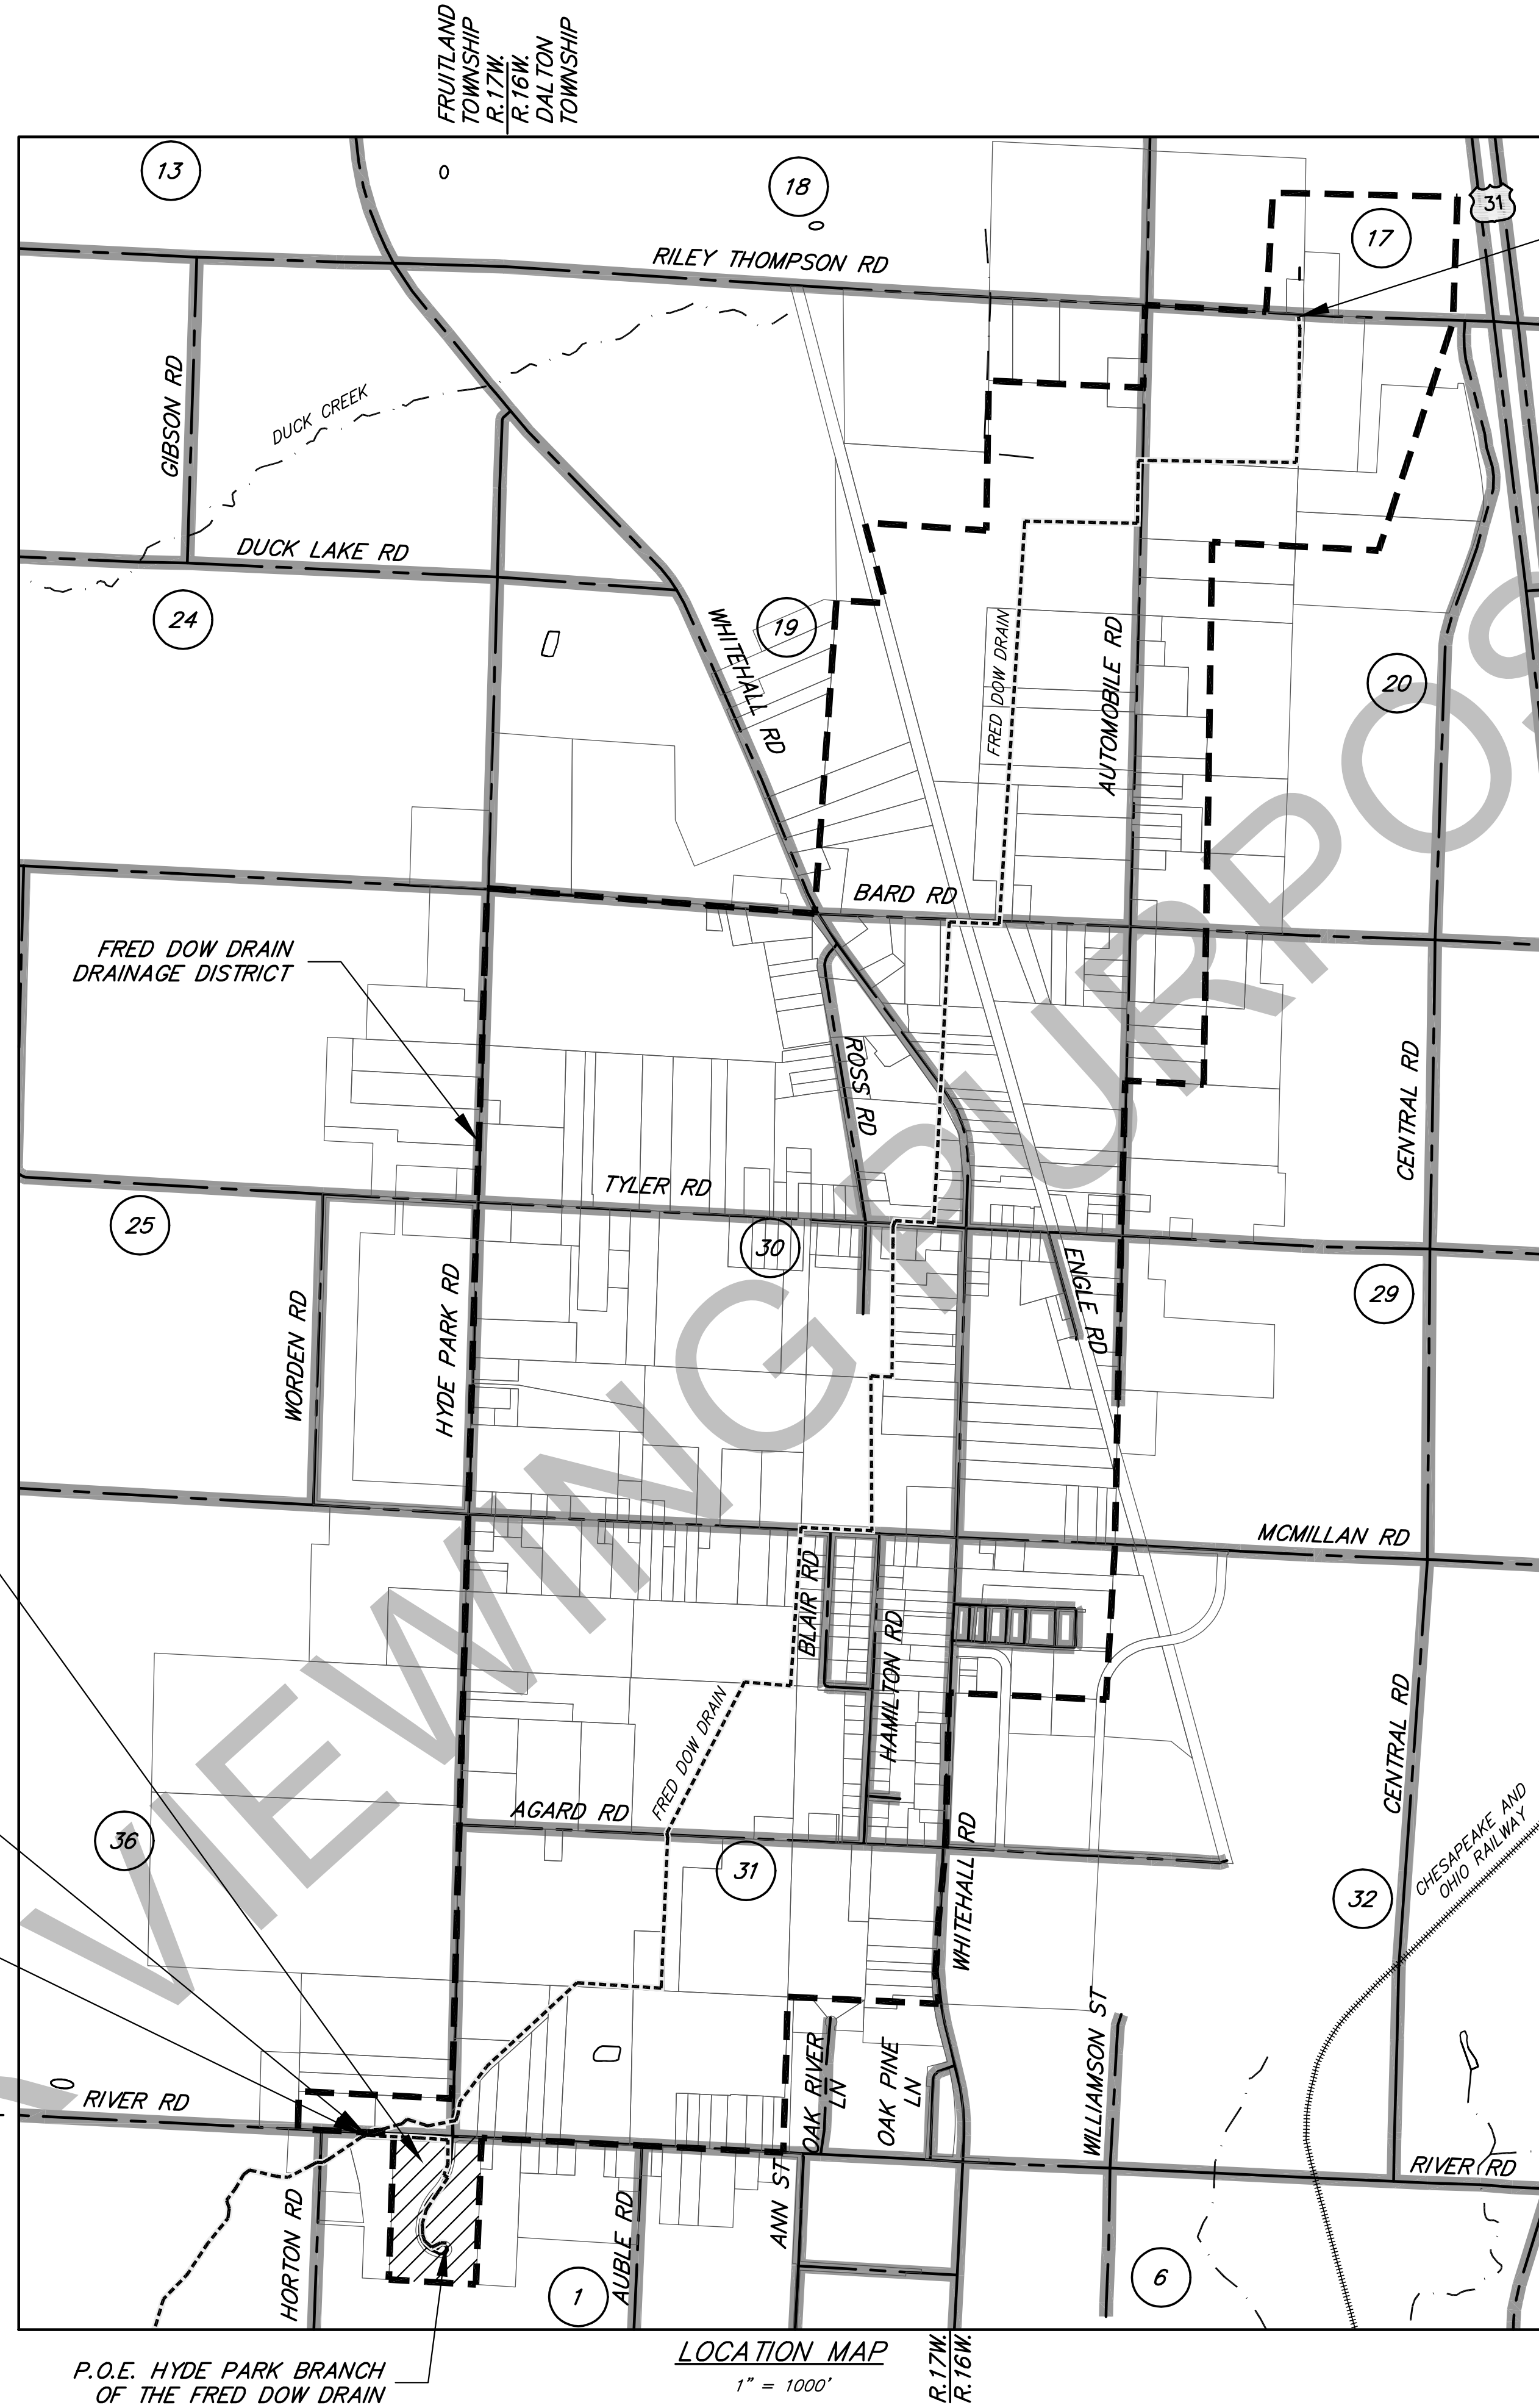 FRUITLAND
TOWNSHIP
R.17W.
R.16W.
DALTON
TOWNSHIP
13
18
17
31
RILEY THOMPSON RD
GIBSON RD
DUCK CREEK
DUCK LAKE RD
24
19
WHITEHALL RD
FRED DOW DRAIN
AUTOMOBILE RD
20
BARD RD
FRED DOW DRAIN
DRAINAGE DISTRICT
ROSS RD
CENTRAL RD
TYLER RD
25
30
ENGLE RD
29
WORDEN RD
HYDE PARK RD
MCMILLAN RD
BLAIR RD
HAMILTON RD
FRED DOW DRAIN
CENTRAL RD
AGARD RD
36
31
WHITEHALL RD
32
CHESAPEAKE AND
OHIO RAILWAY
RIVER RD
OAK RIVER
LN
OAK PINE
LN
WILLIAMSON ST
RIVER RD
HORTON RD
AUBLE RD
ANN ST
1
6
P.O.E. HYDE PARK BRANCH
OF THE FRED DOW DRAIN
LOCATION MAP
1" = 1000'
R.17W.
R.16W.
VIEWING PURPOS